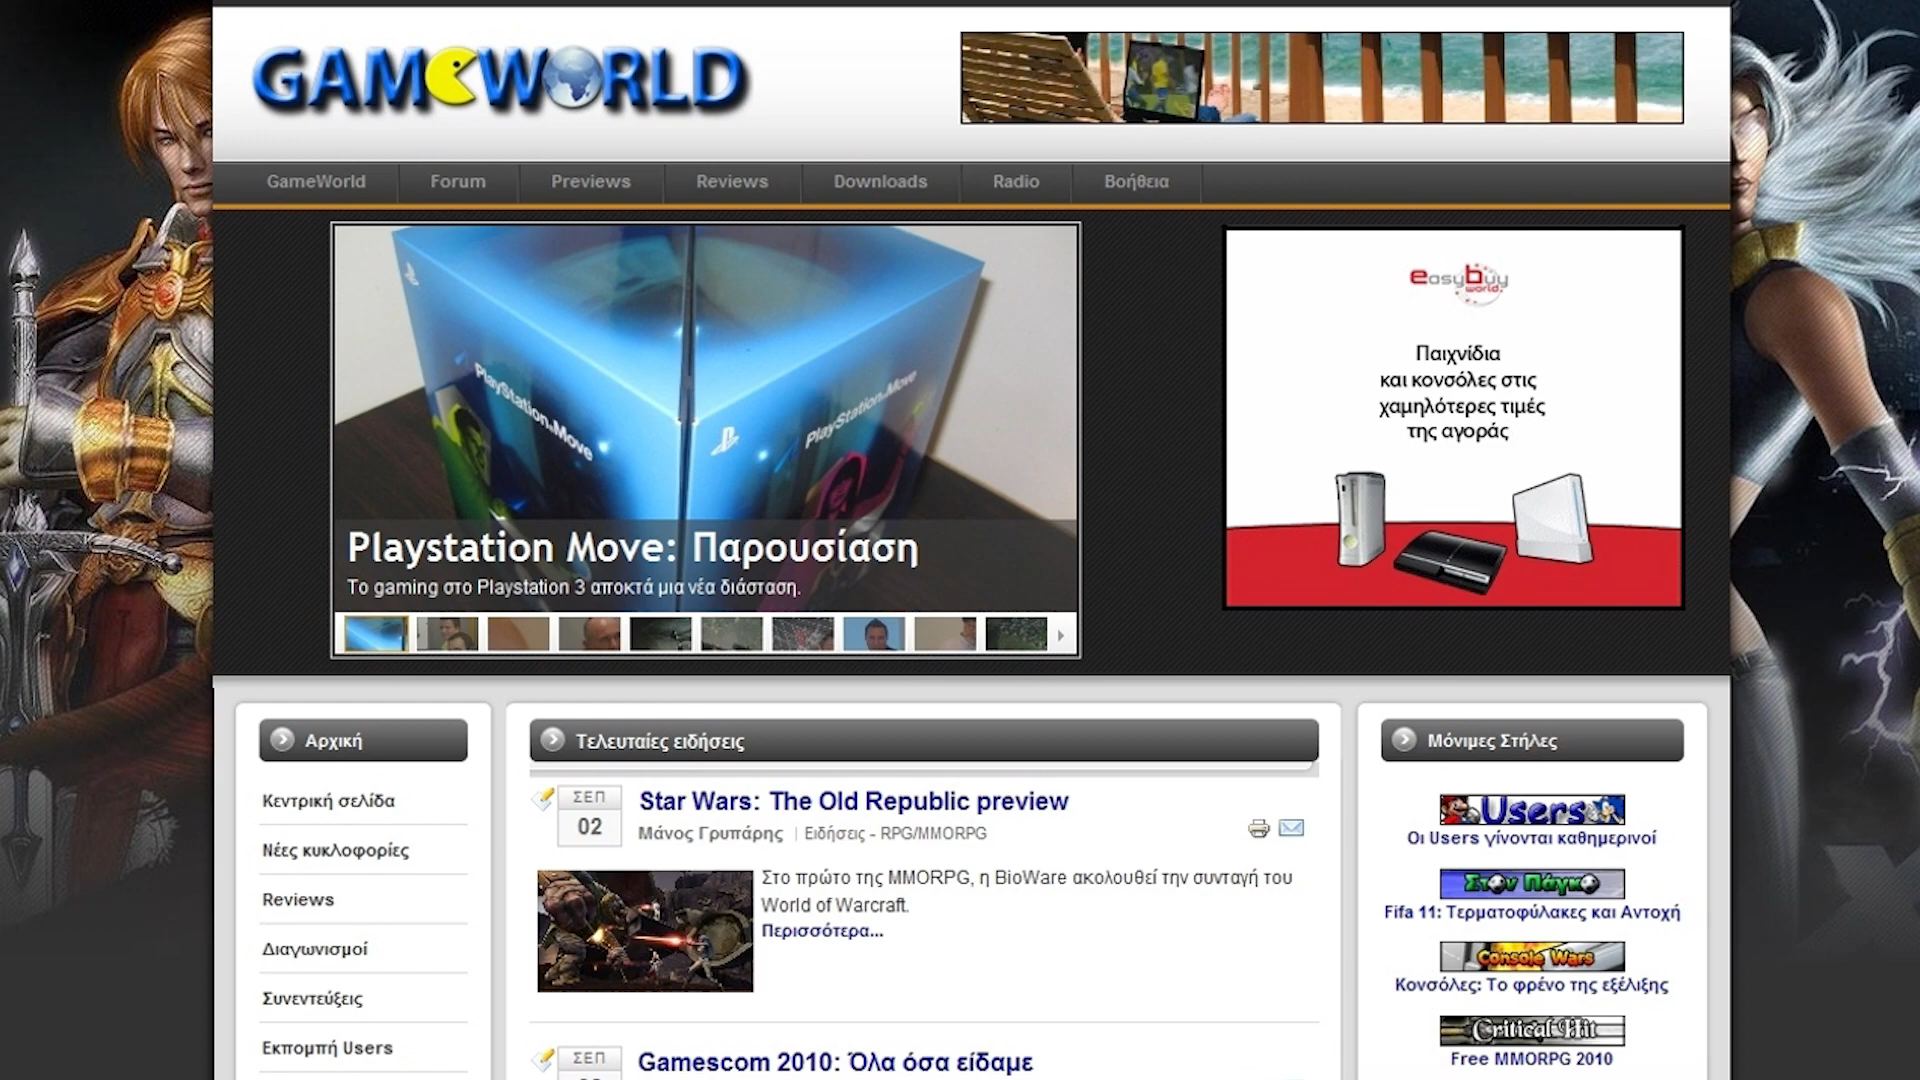 GAMEWORLD
GameWorld Forum Previews Reviews Downloads Radio Βοήθεια
PlayStation.Move
PlayStation.Move
Playstation Move: Παρουσίαση
Το gaming στο Playstation 3 αποκτά μια νέα διάσταση.
easybuy
world.
Παιχνίδια
και κονσόλες στις
χαμηλότερες τιμές
της αγοράς
Αρχική
Κεντρική σελίδα
Νέες κυκλοφορίες
Reviews
Διαγωνισμοί
Συνεντεύξεις
Εκπομπή Users
Τελευταίες ειδήσεις
ΣΕΠ
02
Star Wars: The Old Republic preview
Μάνος Γρυπάρης | Ειδήσεις - RPG/MMORPG
Στο πρώτο της MMORPG, η BioWare ακολουθεί την συνταγή του
World of Warcraft.
Περισσότερα...
ΣΕΠ
Gamescom 2010: Όλα όσα είδαμε
Μόνιμες Στήλες
Users
Οι Users γίνονται καθημερινοί
Στον Πάγκο
Fifa 11: Τερματοφύλακες και Αντοχή
Console Wars
Κονσόλες: Το φρένο της εξέλιξης
Critical Hit
Free MMORPG 2010